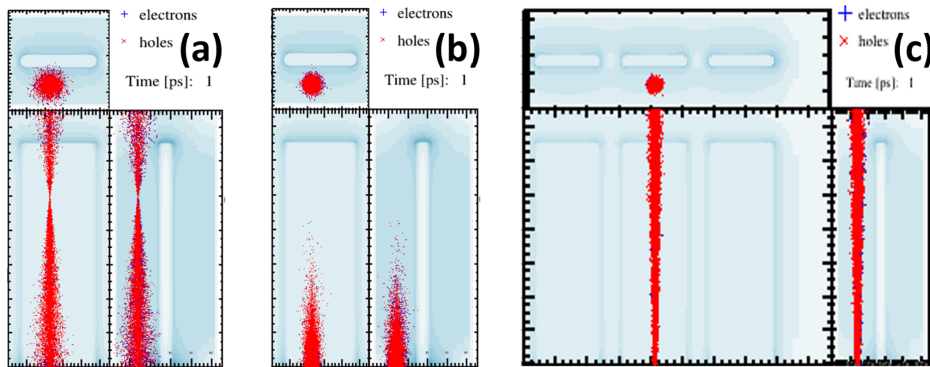 + electrons
× holes
(a)
Time [ps]: 1
+ electrons
× holes
(b)
Time [ps]: 1
+ electrons
× holes
(c)
Time [ps]: 1